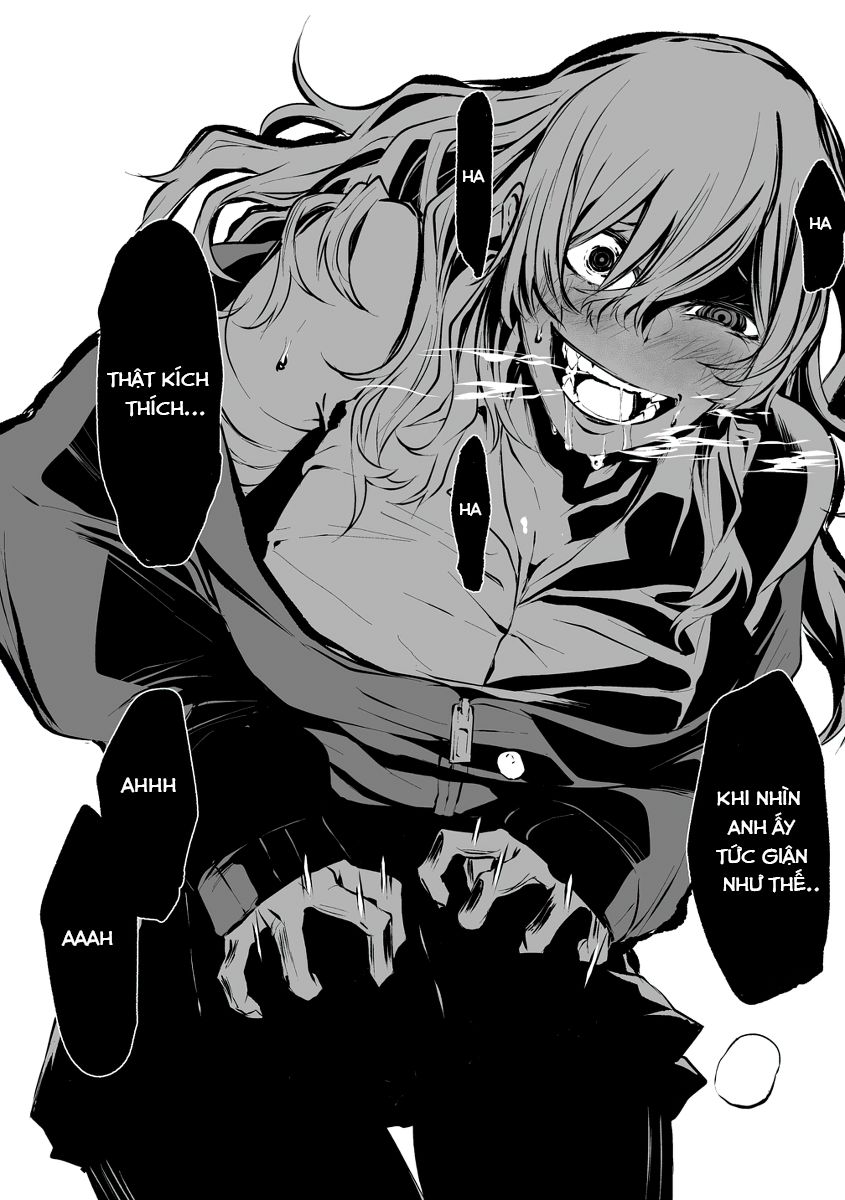 HA
HA
KHI NHÌN
ANH ẤY
TỨC GIẬN
NHƯ THẾ..
THẬT KÍCH
THÍCH...
HA
AHHH
AAAH